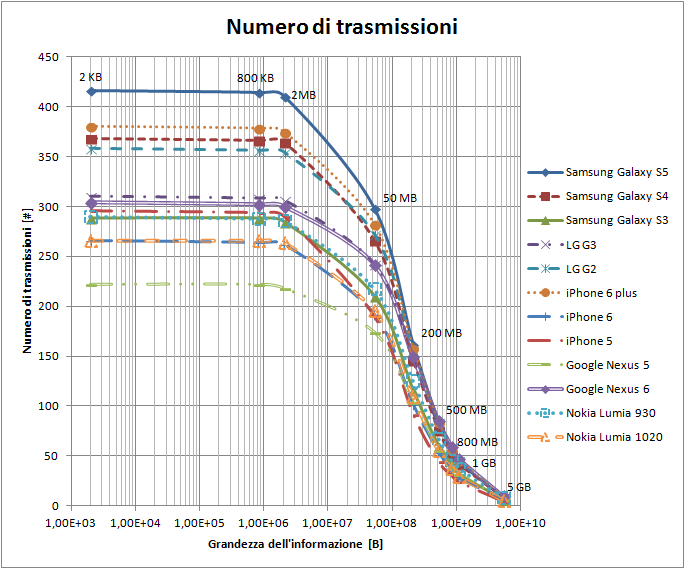 Numero di trasmissioni
450
400
350
300
250
200
150
100
50
0
Numero di trasmissioni [#]
2 KB
800 KB
2MB
50 MB
200 MB
500 MB
800 MB
1 GB
5 GB
1,00E+03
1,00E+04
1,00E+05
1,00E+06
1,00E+07
1,00E+08
1,00E+09
1,00E+10
Grandezza dell'informazione [B]
Samsung Galaxy S5
Samsung Galaxy S4
Samsung Galaxy S3
LG G3
LG G2
iPhone 6 plus
iPhone 6
iPhone 5
Google Nexus 5
Google Nexus 6
Nokia Lumia 930
Nokia Lumia 1020